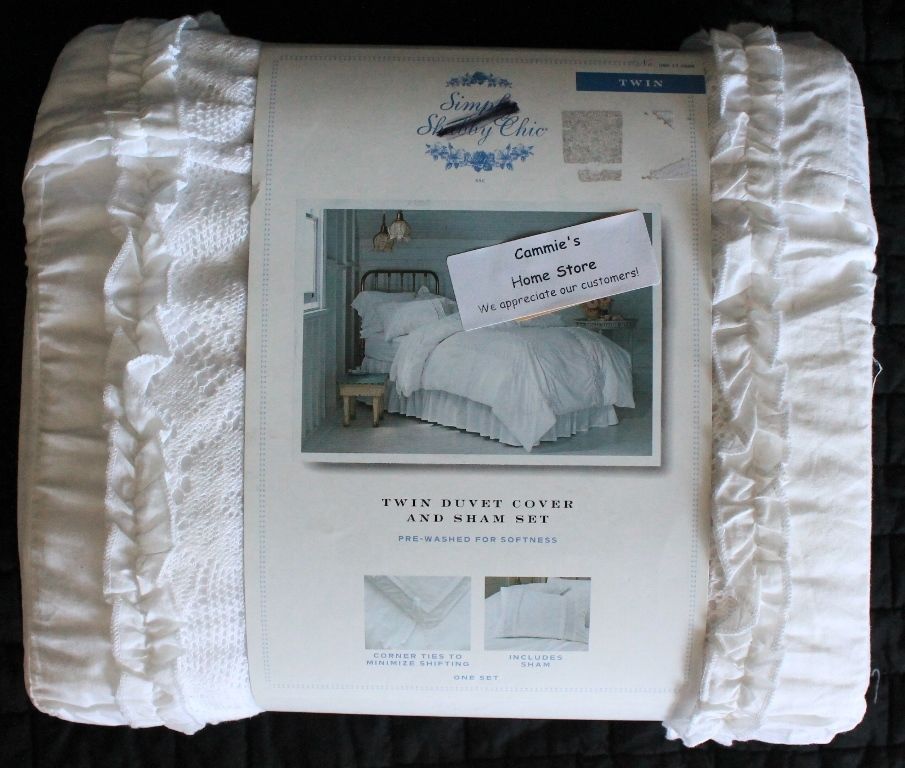 TWIN
Simply
Shabby Chic
SSC
Cammie's
Home Store
We appreciate our customers!
TWIN DUVET COVER
AND SHAM SET
PRE-WASHED FOR SOFTNESS
CORNER TIES TO
MINIMIZE SHIFTING
INCLUDES
SHAM
ONE SET